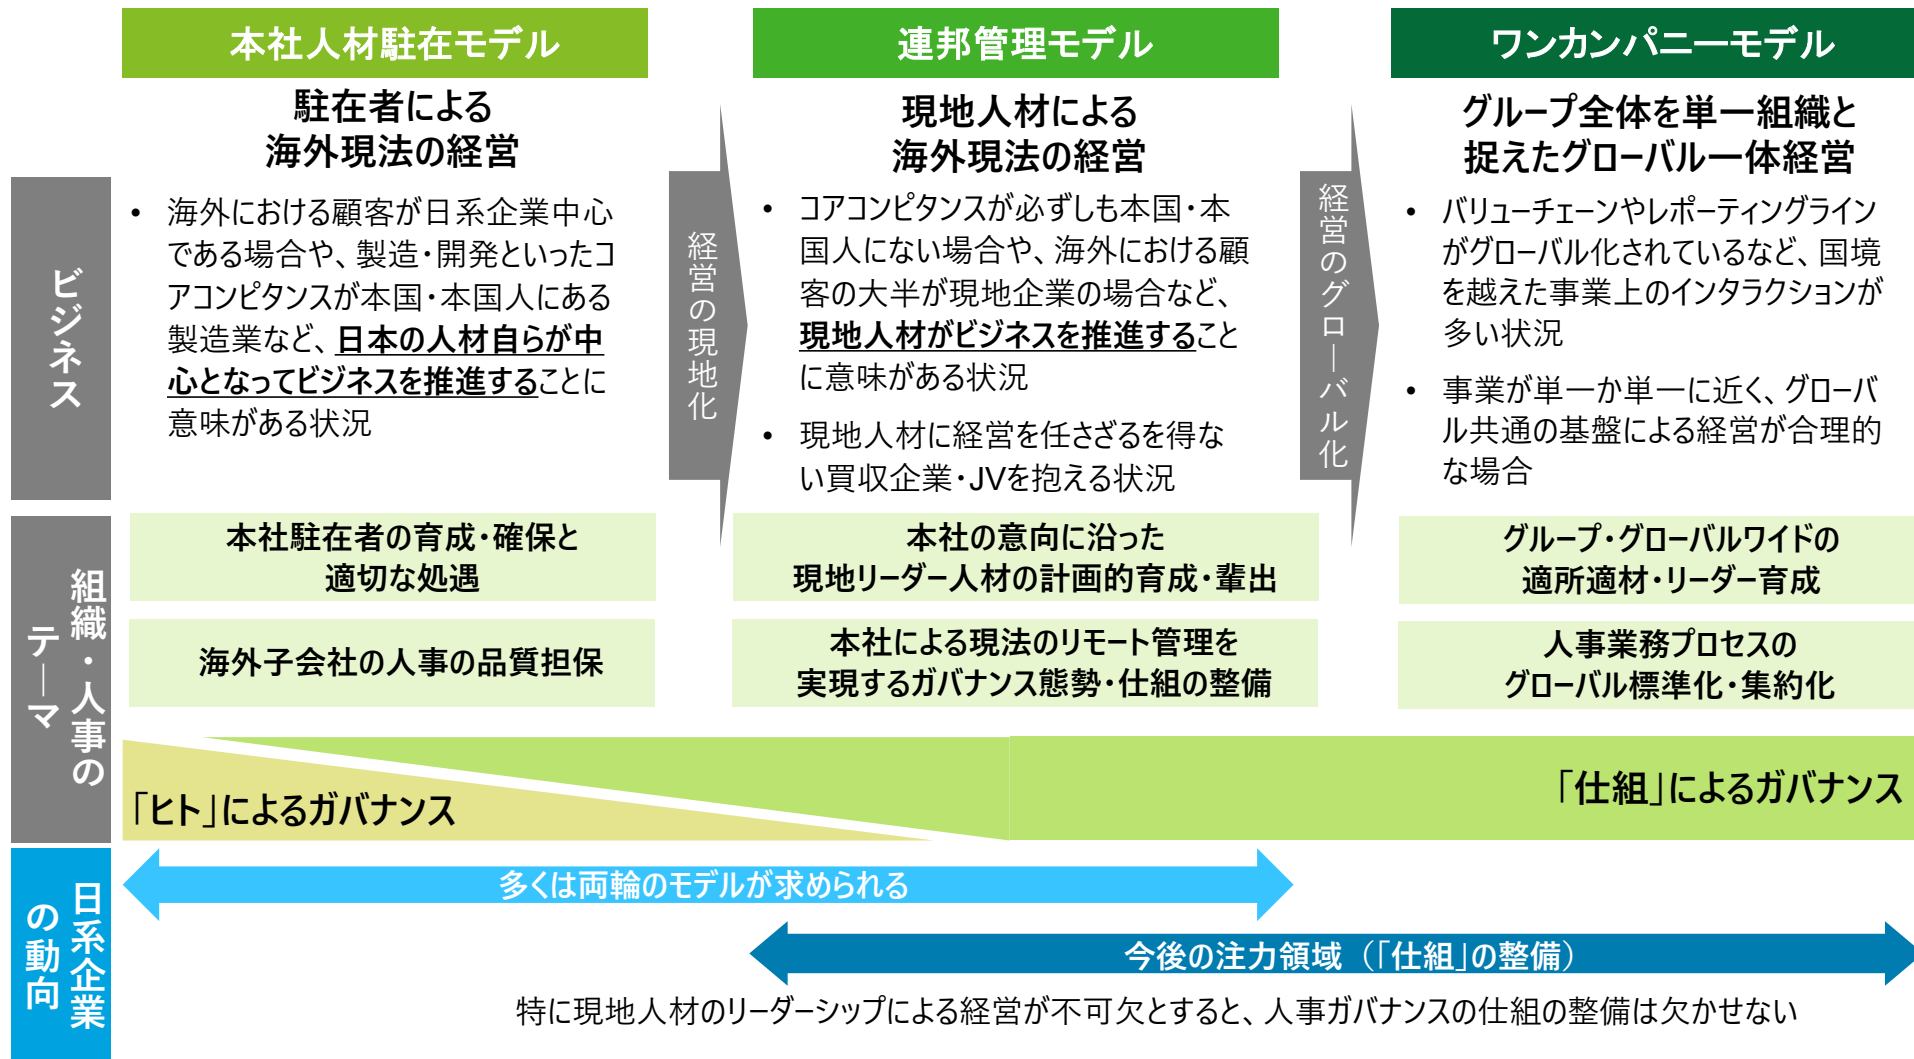 本社人材駐在モデル
連邦管理モデル
ワンカンパニーモデル
駐在者による
海外現法の経営
現地人材による
海外現法の経営
グループ全体を単一組織と
捉えたグローバル一体経営
ビジネス
• 海外における顧客が日系企業中心
である場合や、製造・開発といったコ
アコンピタンスが本国・本国人にある
製造業など、日本の人材自らが中
心となってビジネスを推進することに
意味がある状況
経営の現地化
• コアコンピタンスが必ずしも本国・本
国人にない場合や、海外における顧
客の大半が現地企業の場合など、
現地人材がビジネスを推進すること
に意味がある状況
• 現地人材に経営を任さざるを得な
い買収企業・JVを抱える状況
経営のグローバル化
• バリューチェーンやレポーティングライン
がグローバル化されているなど、国境
を越えた事業上のインタラクションが
多い状況
• 事業が単一か単一に近く、グローバ
ル共通の基盤による経営が合理的
な場合
組織・人事の
テーマ
本社駐在者の育成・確保と
適切な処遇
本社の意向に沿った
現地リーダー人材の計画的育成・輩出
グループ・グローバルワイドの
適所適材・リーダー育成
海外子会社の人事の品質担保
本社による現法のリモート管理を
実現するガバナンス態勢・仕組の整備
人事業務プロセスの
グローバル標準化・集約化
「ヒト」によるガバナンス
「仕組」によるガバナンス
日系企業
の動向
多くは両輪のモデルが求められる
今後の注力領域（「仕組」の整備）
特に現地人材のリーダーシップによる経営が不可欠とすると、人事ガバナンスの仕組の整備は欠かせない